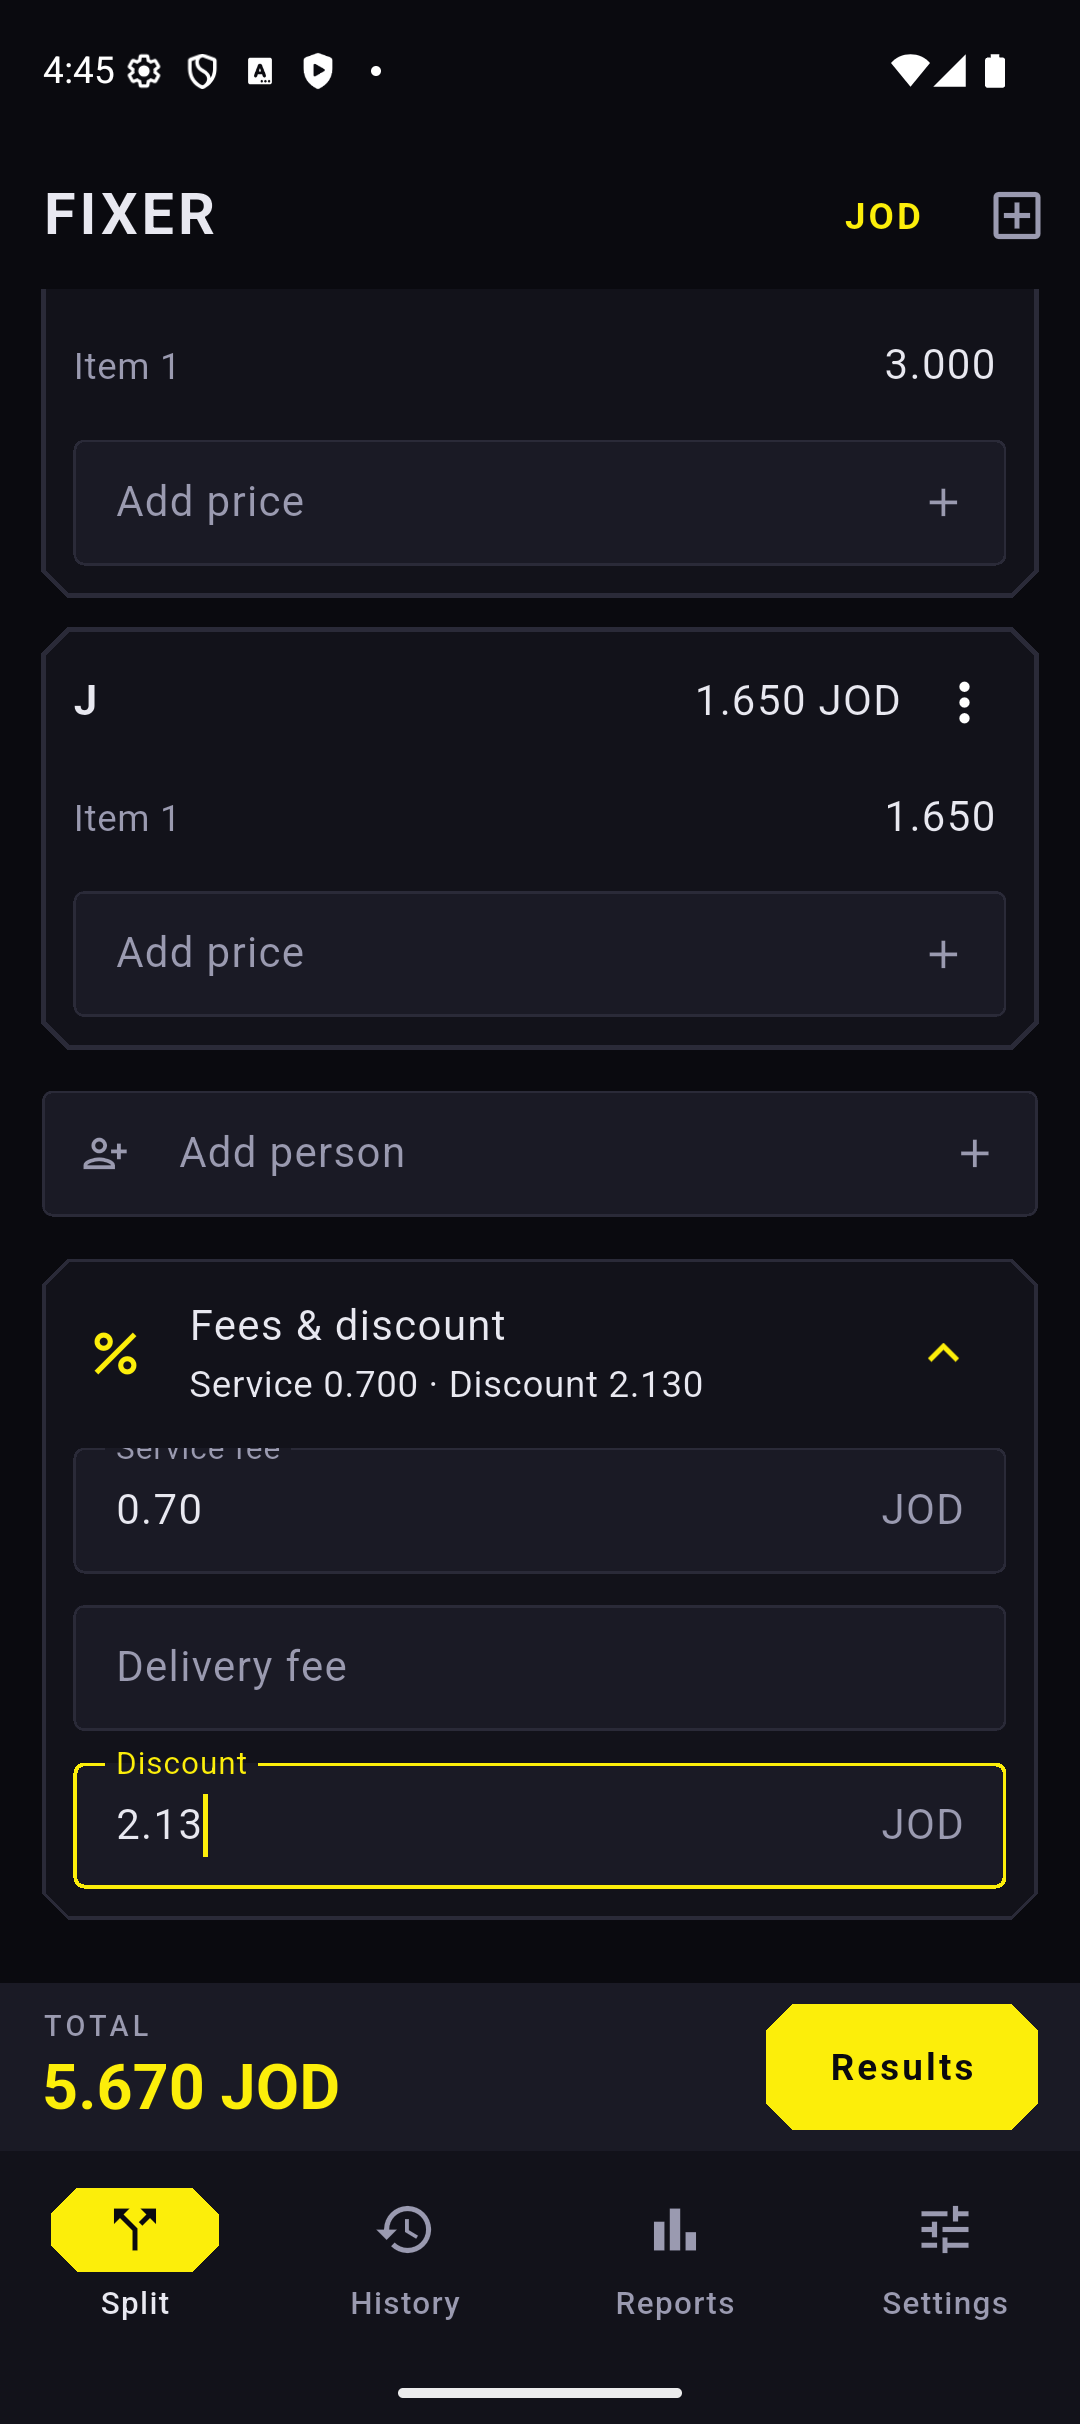 4:45
FIXER
JOD
Item 1
3.000
Add price
J
1.650 JOD
Item 1
1.650
Add price
Add person
Fees & discount
Service 0.700 · Discount 2.130
Service fee
0.70
JOD
Delivery fee
Discount
2.13
JOD
TOTAL
5.670 JOD
Results
Split
History
Reports
Settings